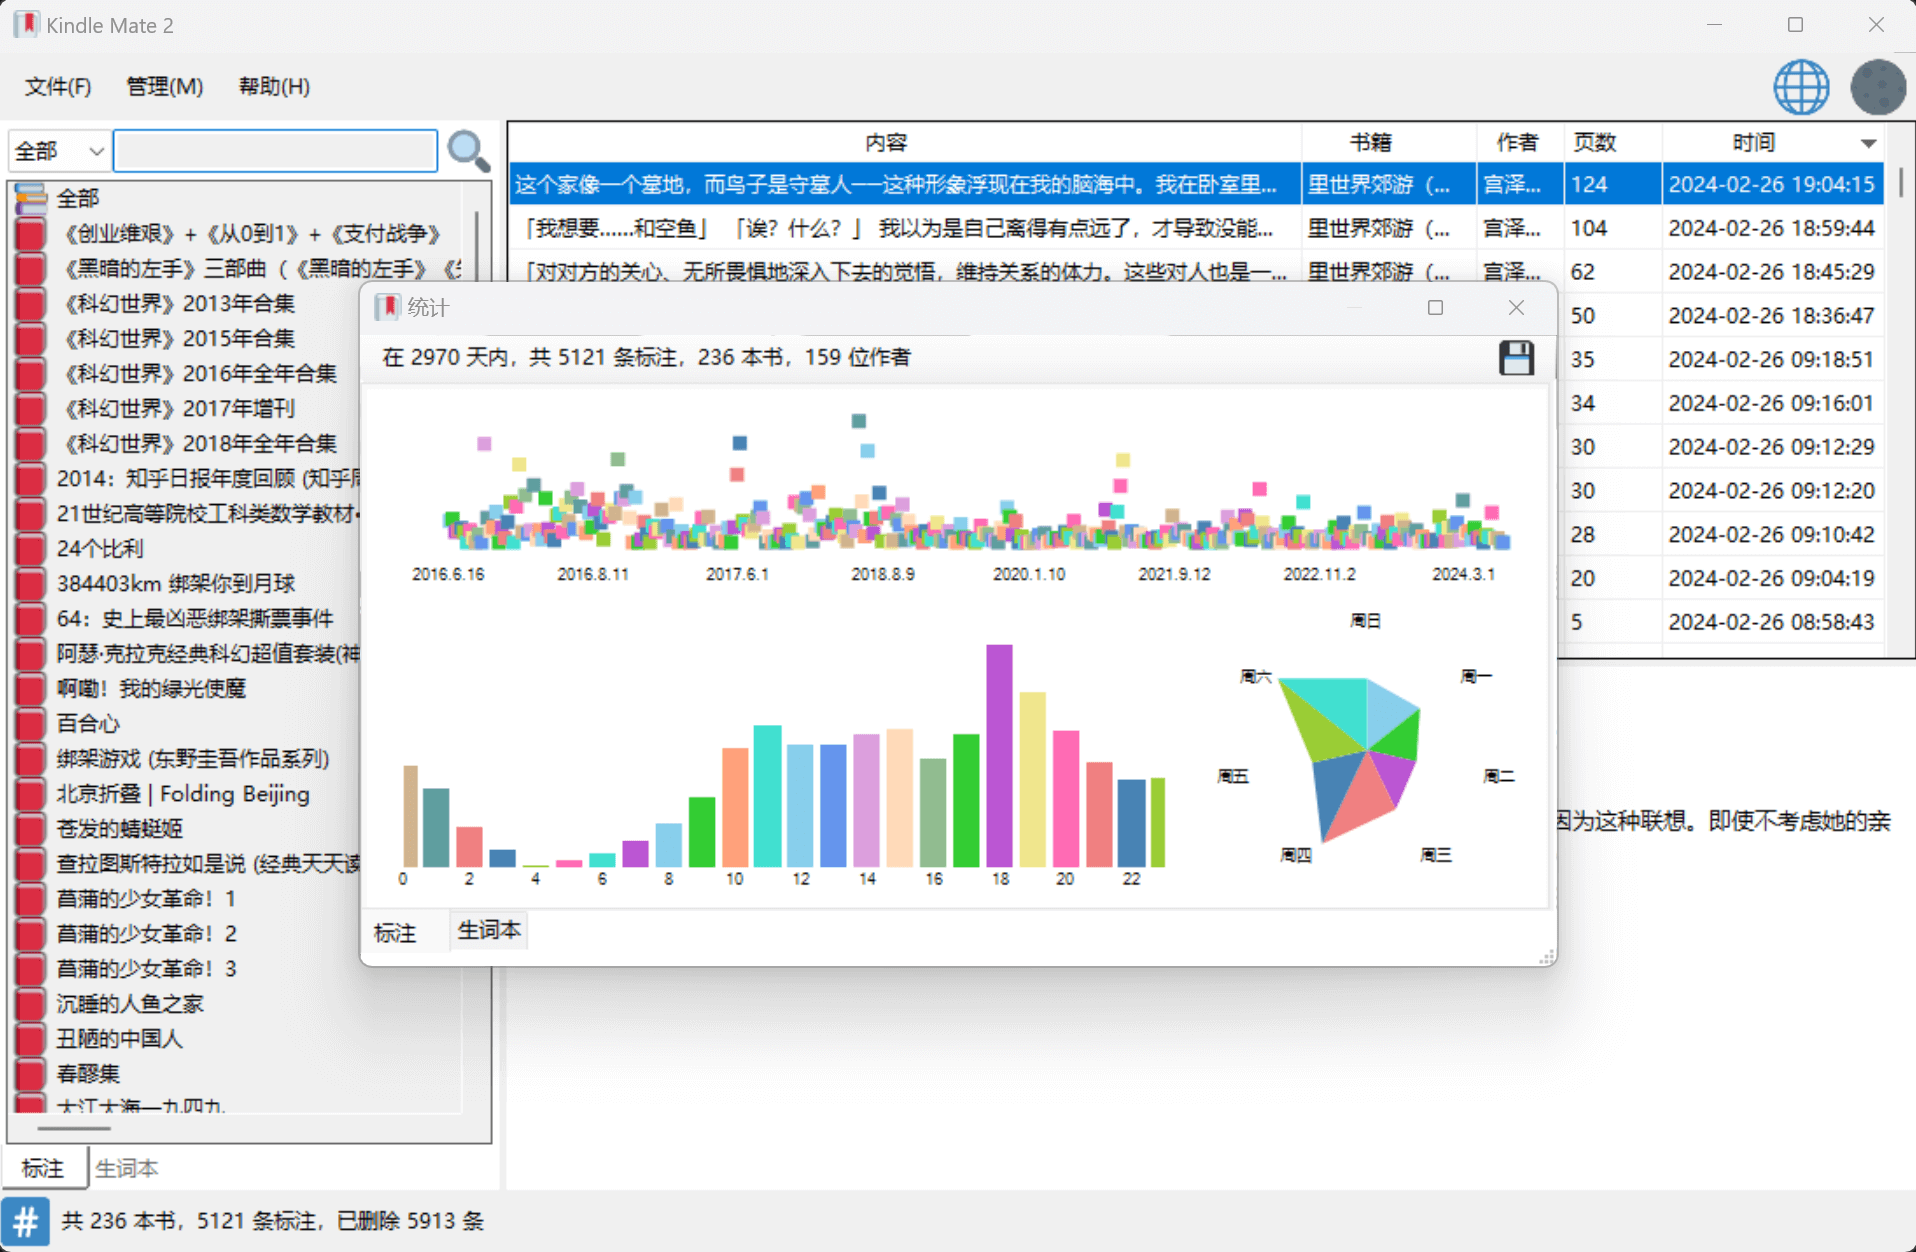 Kindle Mate 2
文件(F) 管理(M) 帮助(H)
全部
内容 书籍 作者 页数 时间
这个家像一个墓地，而鸟子是守墓人——这种形象浮现在我的脑海中。我在卧室里... 里世界郊游（... 宫泽... 124 2024-02-26 19:04:15
「我想要……和空鱼」 「诶？什么？」 我以为是自己离得有点远了，才导致没能... 里世界郊游（... 宫泽... 104 2024-02-26 18:59:44
「对对方的关心、无所畏惧地深入下去的觉悟，维持关系的体力。这些对人也是一... 里世界郊游（... 宫泽... 62 2024-02-26 18:45:29
50 2024-02-26 18:36:47
35 2024-02-26 09:18:51
34 2024-02-26 09:16:01
30 2024-02-26 09:12:29
30 2024-02-26 09:12:20
28 2024-02-26 09:10:42
20 2024-02-26 09:04:19
5 2024-02-26 08:58:43
因为这种联想。即使不考虑她的亲
全部
《创业维艰》+《从0到1》+《支付战争》
《黑暗的左手》三部曲（《黑暗的左手》
《科幻世界》2013年合集
《科幻世界》2015年合集
《科幻世界》2016年全年合集
《科幻世界》2017年增刊
《科幻世界》2018年全年合集
2014：知乎日报年度回顾 (知乎周
21世纪高等院校工科类数学教材·
24个比利
384403km 绑架你到月球
64：史上最凶恶绑架撕票事件
阿瑟·克拉克经典科幻超值套装(神
啊嘞！我的绿光使魔
百合心
绑架游戏 (东野圭吾作品系列)
北京折叠 | Folding Beijing
苍发的蜻蜓姬
查拉图斯特拉如是说 (经典天天读
菖蒲的少女革命！1
菖蒲的少女革命！2
菖蒲的少女革命！3
沉睡的人鱼之家
丑陋的中国人
春醪集
大江大海一九四九
标注 生词本
共 236 本书，5121 条标注，已删除 5913 条
统计
在 2970 天内，共 5121 条标注，236 本书，159 位作者
2016.6.16 2016.8.11 2017.6.1 2018.8.9 2020.1.10 2021.9.12 2022.11.2 2024.3.1
0 2 4 6 8 10 12 14 16 18 20 22
周日
周六 周一
周五 周二
周四 周三
标注 生词本